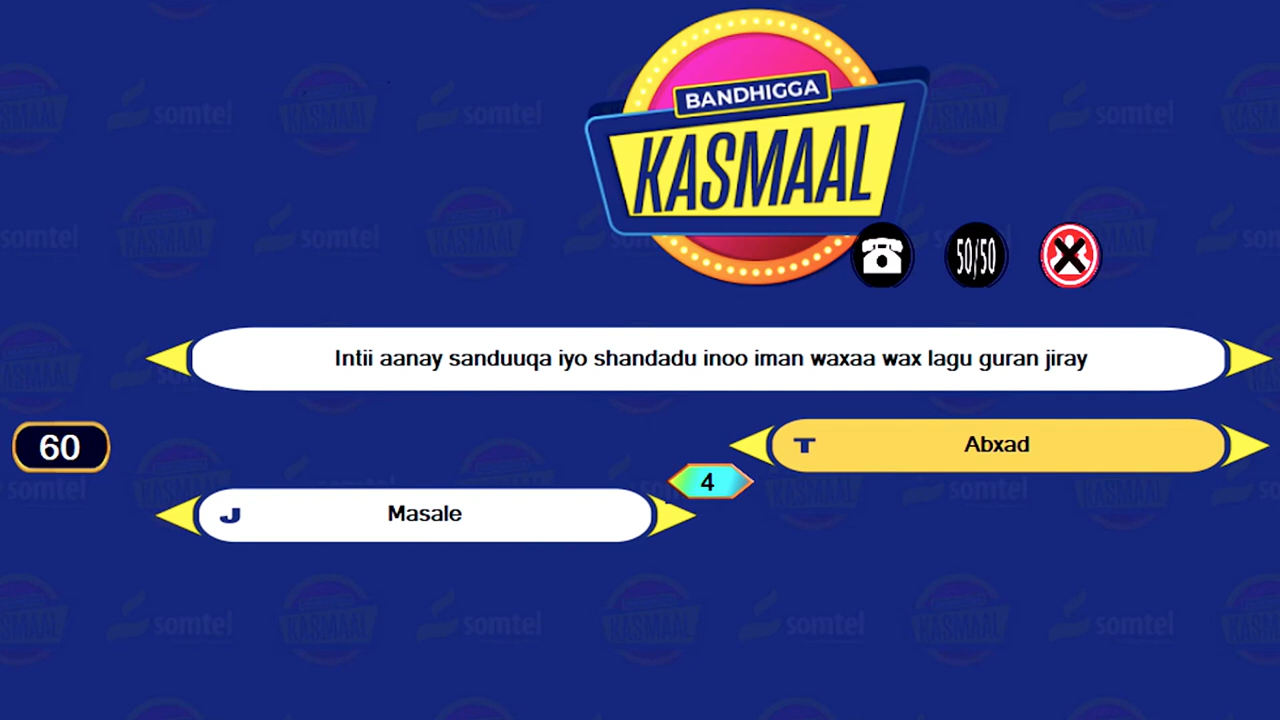 BANDHIGGA
KASMAAL
50/50
Intii aanay sanduuqa iyo shandadu inoo iman waxaa wax lagu guran jiray
60
T Abxad
4
J Masale
somtel